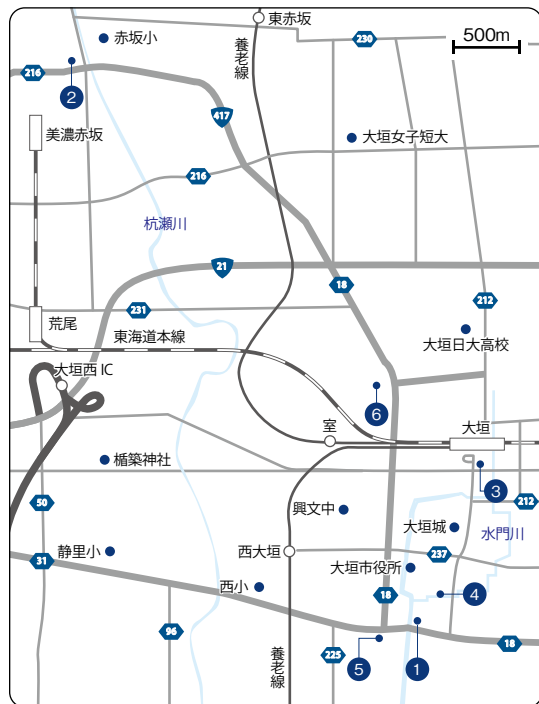 東赤坂
赤坂小
養老線
230
500m
216
2
417
美濃赤坂
大垣女子短大
216
杭瀬川
21
18
212
231
荒尾
東海道本線
大垣日大高校
大垣西IC
6
大垣
室
楯築神社
3
50
興文中
大垣城
212
水門川
静里小
西大垣
237
31
大垣市役所
西小
18
4
96
1
18
養老線
225
5